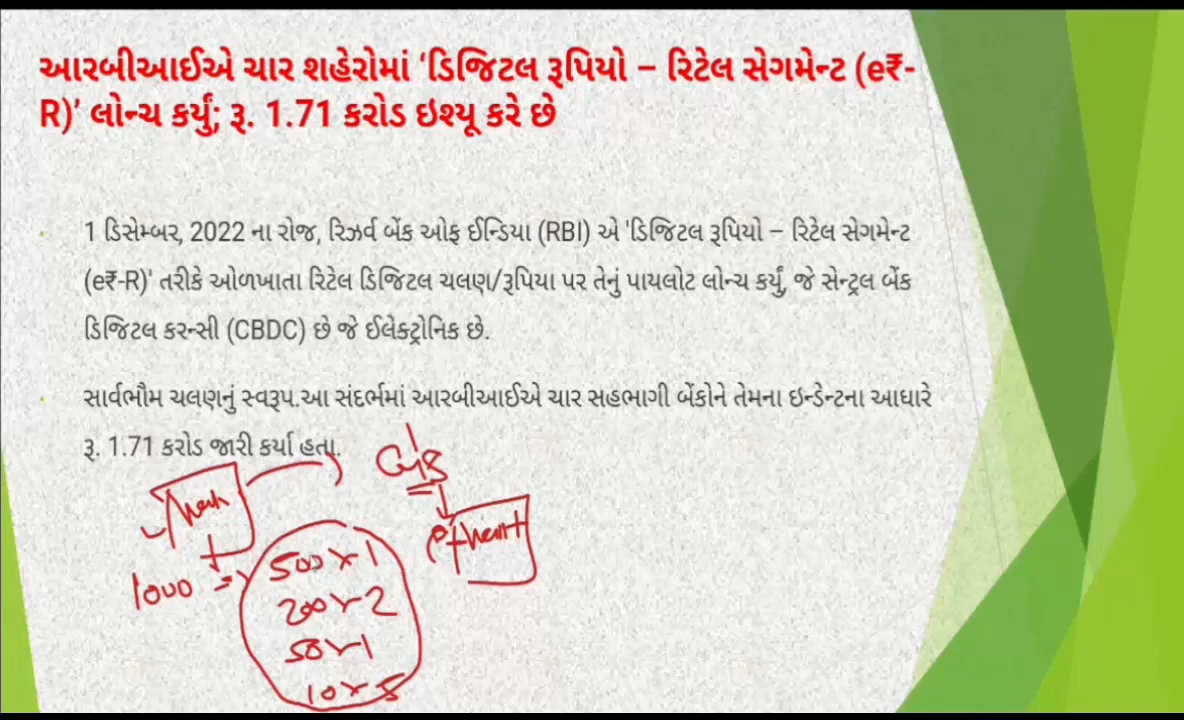 આરબીઆઈએ ચાર શહેરોમાં 'ડિજિટલ રૂપિયો – રિટેલ સેગમેન્ટ (e₹-
R)' લોન્ચ કર્યું; રૂ. 1.71 કરોડ ઇશ્યૂ કરે છે
1 ડિસેમ્બર, 2022 ના રોજ, રિઝર્વ બેંક ઓફ ઈન્ડિયા (RBI) એ 'ડિજિટલ રૂપિયો – રિટેલ સેગમેન્ટ
(e₹-R)' તરીકે ઓળખાતા રિટેલ ડિજિટલ ચલણ/રૂપિયા પર તેનું પાયલોટ લોન્ચ કર્યું, જે સેન્ટ્રલ બેંક
ડિજિટલ કરન્સી (CBDC) છે જે ઈલેક્ટ્રોનિક છે.
સાર્વભૌમ ચલણનું સ્વરૂપ.આ સંદર્ભમાં આરબીઆઈએ ચાર સહભાગી બેંકોને તેમના ઇન્ડેન્ટના આધારે
રૂ. 1.71 કરોડ જારી કર્યા હતા.
1000 =
500 x 1
200 x 2
50 x 1
10 x 5